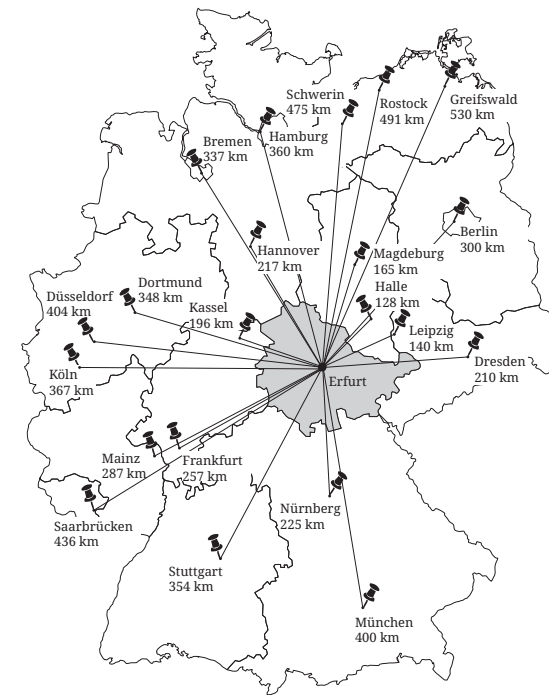 Schwerin
475 km
Rostock
491 km
Greifswald
530 km
Bremen
337 km
Hamburg
360 km
Berlin
300 km
Hannover
217 km
Magdeburg
165 km
Halle
128 km
Düsseldorf
404 km
Dortmund
348 km
Kassel
196 km
Leipzig
140 km
Dresden
210 km
Köln
367 km
Erfurt
Mainz
287 km
Frankfurt
257 km
Saarbrücken
436 km
Nürnberg
225 km
Stuttgart
354 km
München
400 km